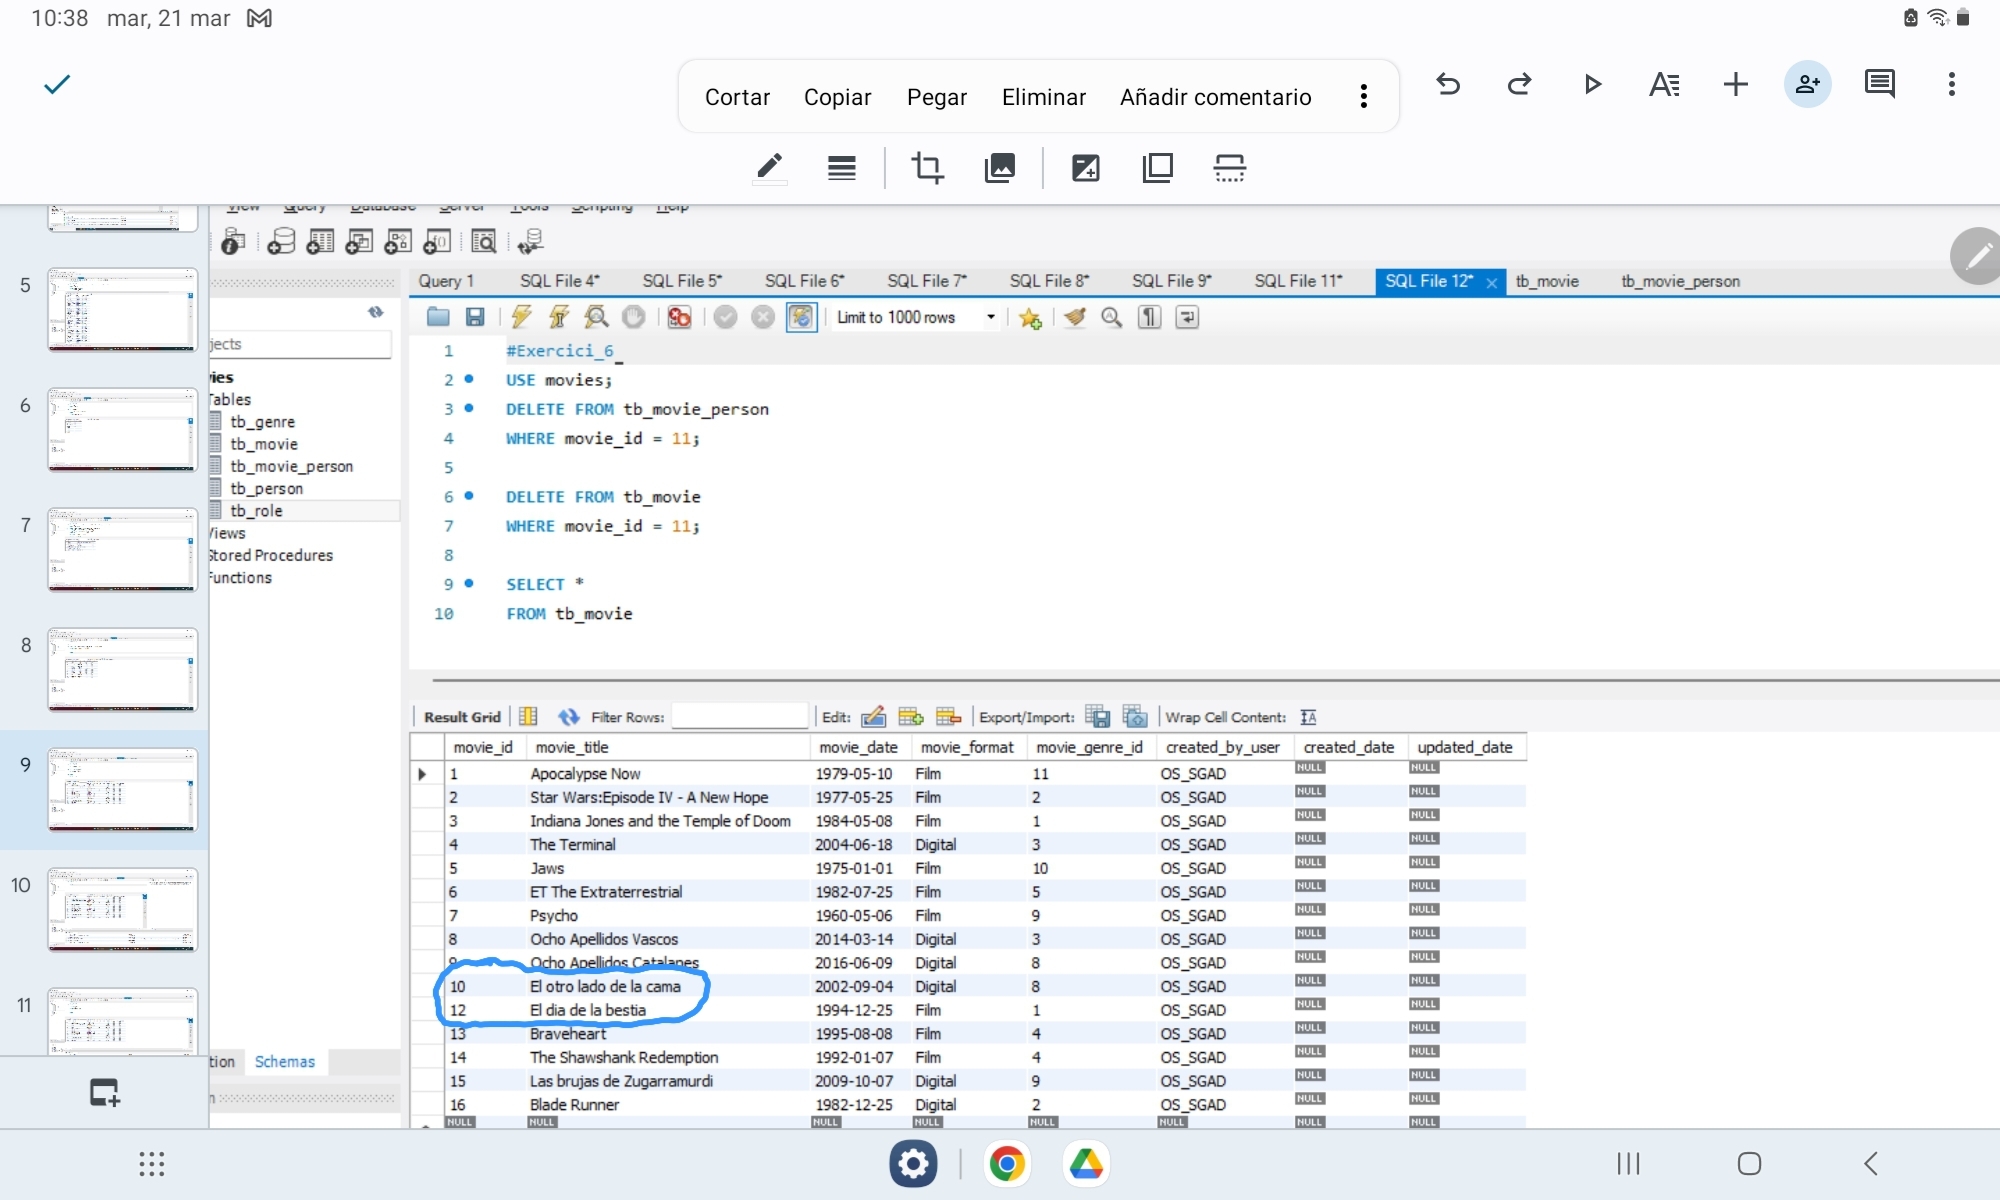 10:38 mar, 21 mar
Cortar Copiar Pegar Eliminar Añadir comentario
View Query Database Server Tools Scripting Help
5
6
7
8
9
10
11
jects
Tables
tb_genre
tb_movie
tb_movie_person
tb_person
tb_role
Views
Stored Procedures
Functions
tion Schemas
Query 1 SQL File 4* SQL File 5* SQL File 6* SQL File 7* SQL File 8* SQL File 9* SQL File 11* SQL File 12* tb_movie tb_movie_person
Limit to 1000 rows
1 #Exercici_6
2 USE movies;
3 DELETE FROM tb_movie_person
4 WHERE movie_id = 11;
5
6 DELETE FROM tb_movie
7 WHERE movie_id = 11;
8
9 SELECT *
10 FROM tb_movie
Result Grid Filter Rows: Edit: Export/Import: Wrap Cell Content:
movie_id movie_title movie_date movie_format movie_genre_id created_by_user created_date updated_date
1 Apocalypse Now 1979-05-10 Film 11 OS_SGAD NULL NULL
2 Star Wars:Episode IV - A New Hope 1977-05-25 Film 2 OS_SGAD NULL NULL
3 Indiana Jones and the Temple of Doom 1984-05-08 Film 1 OS_SGAD NULL NULL
4 The Terminal 2004-06-18 Digital 3 OS_SGAD NULL NULL
5 Jaws 1975-01-01 Film 10 OS_SGAD NULL NULL
6 ET The Extraterrestrial 1982-07-25 Film 5 OS_SGAD NULL NULL
7 Psycho 1960-05-06 Film 9 OS_SGAD NULL NULL
8 Ocho Apellidos Vascos 2014-03-14 Digital 3 OS_SGAD NULL NULL
9 Ocho Apellidos Catalanes 2016-06-09 Digital 8 OS_SGAD NULL NULL
10 El otro lado de la cama 2002-09-04 Digital 8 OS_SGAD NULL NULL
12 El dia de la bestia 1994-12-25 Film 1 OS_SGAD NULL NULL
13 Braveheart 1995-08-08 Film 4 OS_SGAD NULL NULL
14 The Shawshank Redemption 1992-01-07 Film 4 OS_SGAD NULL NULL
15 Las brujas de Zugarramurdi 2009-10-07 Digital 9 OS_SGAD NULL NULL
16 Blade Runner 1982-12-25 Digital 2 OS_SGAD NULL NULL
NULL NULL NULL NULL NULL NULL NULL NULL